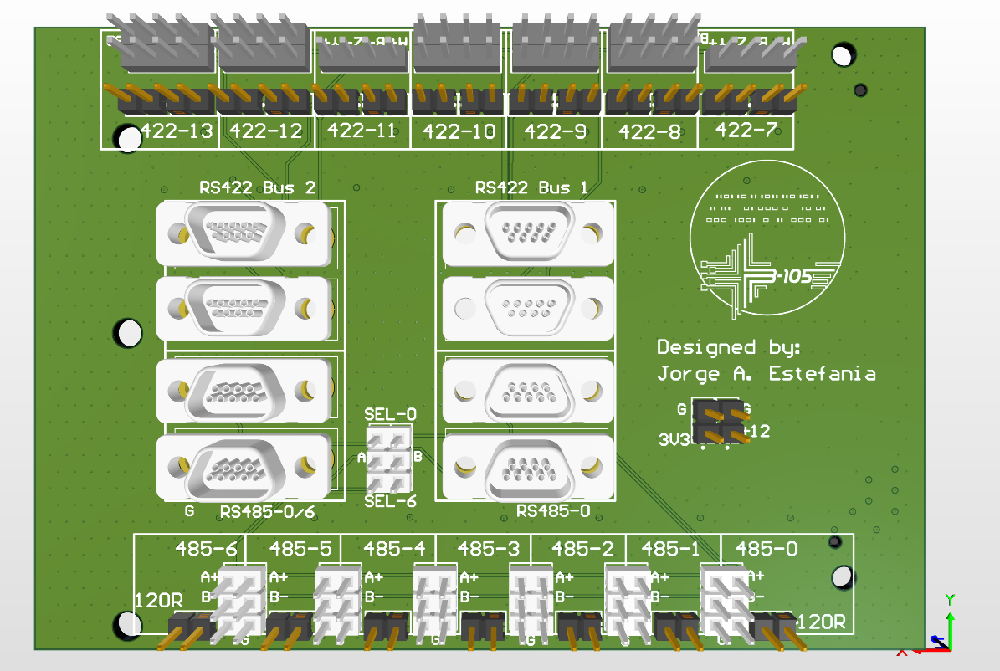 422-13 422-12 422-11 422-10 422-9 422-8 422-7
RS422 Bus 2 RS422 Bus 1
3-105
Designed by:
Jorge A. Estefania
SEL-0
G G
3V3 +12
A B
SEL-6
G RS485-0/6 RS485-0
485-6 485-5 485-4 485-3 485-2 485-1 485-0
A+ A+ A+ A+ A+ A+ A+
B- B- B- B- B- B- B-
120R 120R
G G G G
Y
X